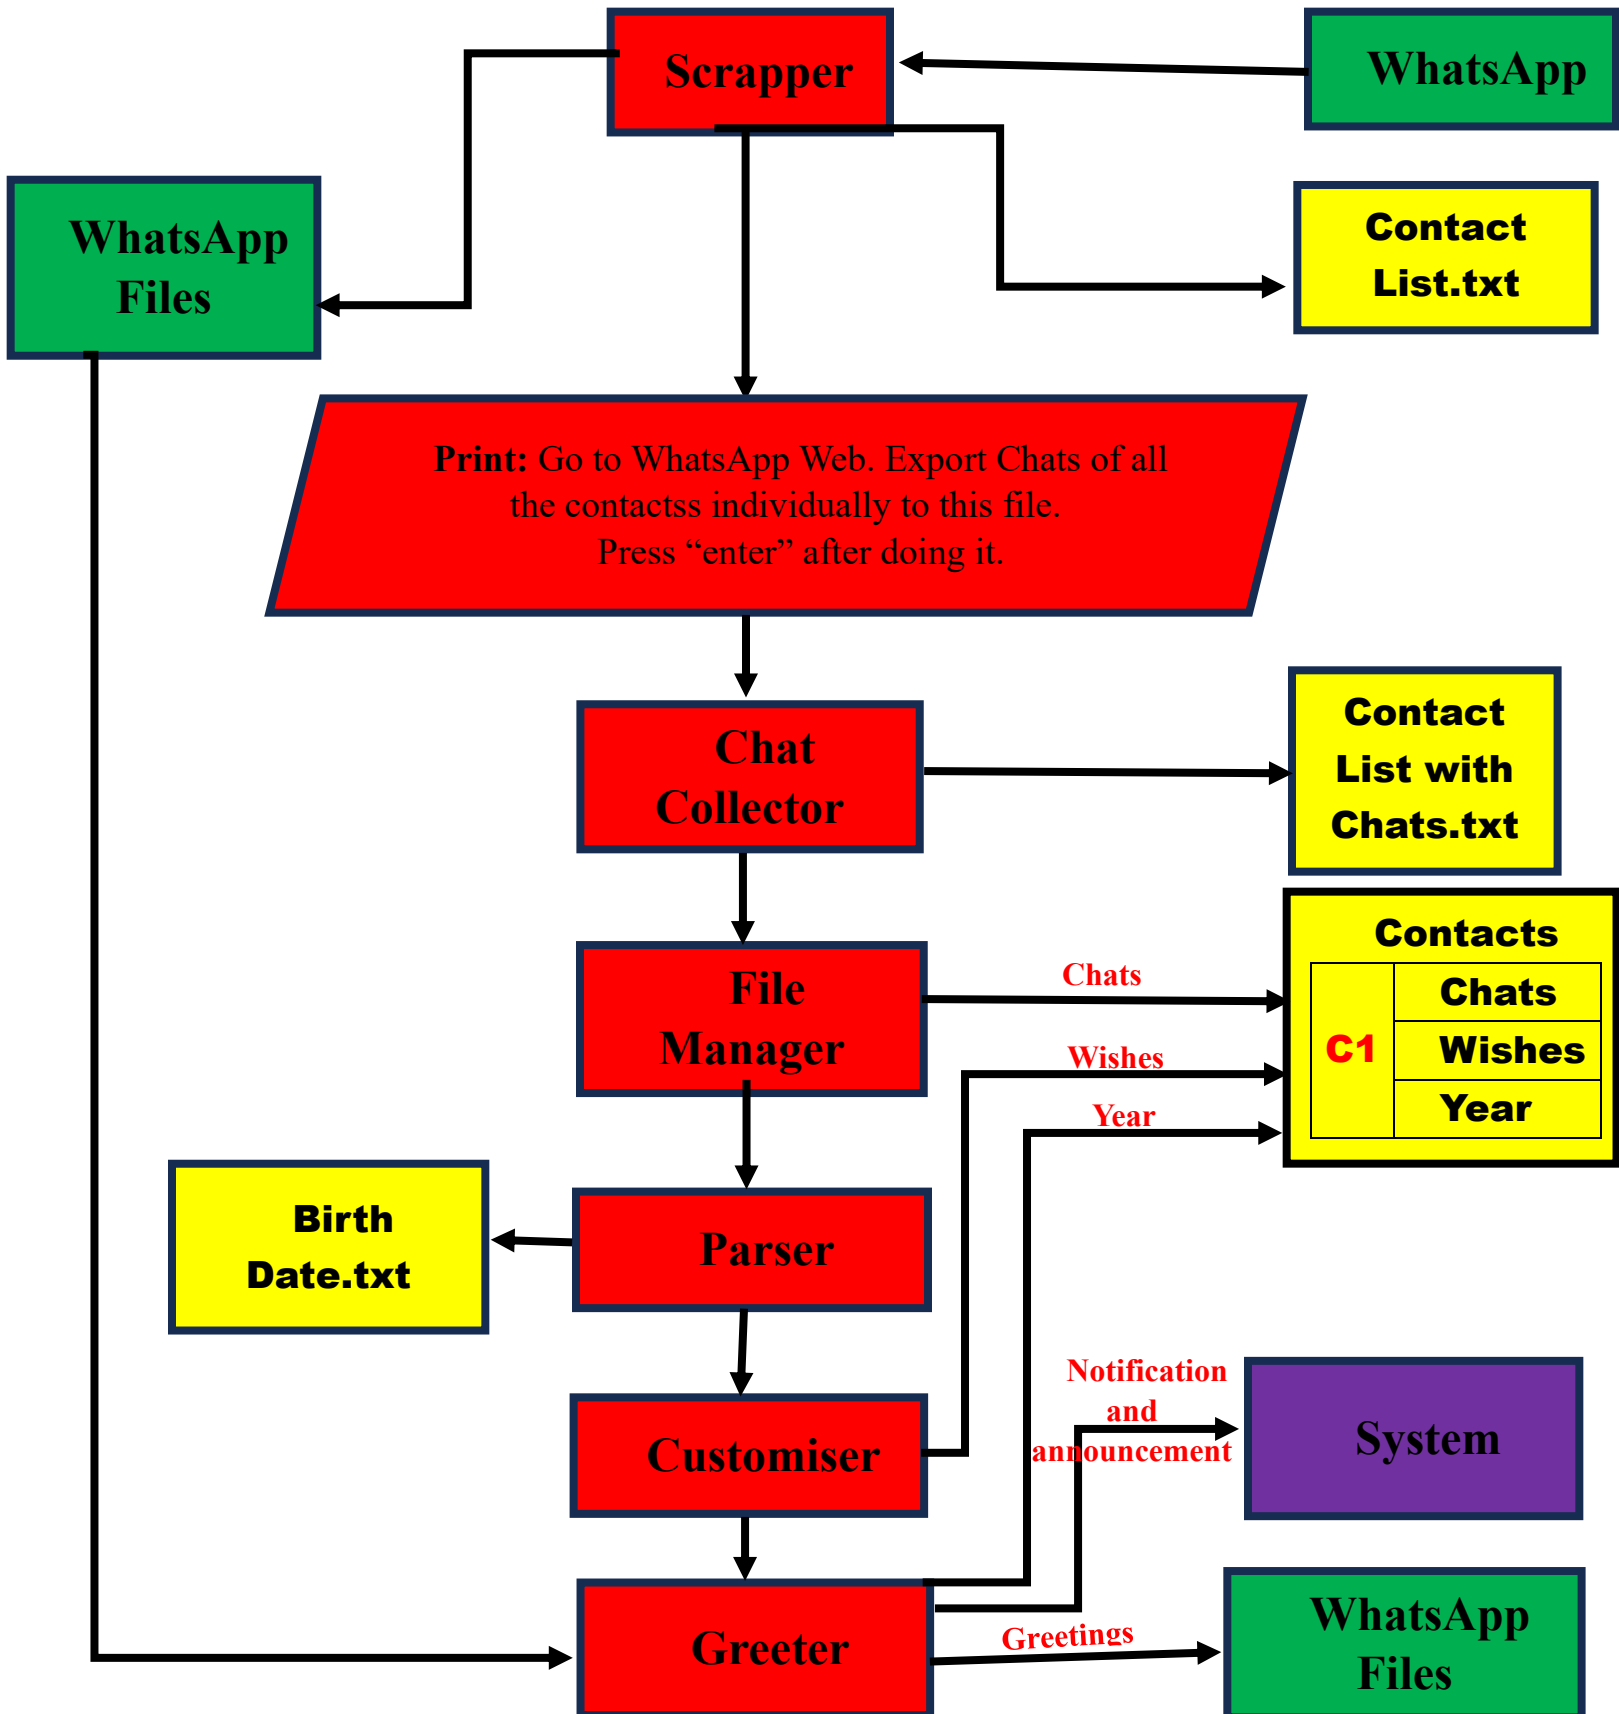 Scrapper
WhatsApp
WhatsApp
Files
Contact
List.txt
Print: Go to WhatsApp Web. Export Chats of all
the contactss individually to this file.
Press “enter” after doing it.
Chat
Collector
Contact
List with
Chats.txt
File
Manager
Chats
Wishes
Year
Contacts
C1
Chats
Wishes
Year
Birth
Date.txt
Parser
Customiser
Notification
and
announcement
System
Greeter
Greetings
WhatsApp
Files